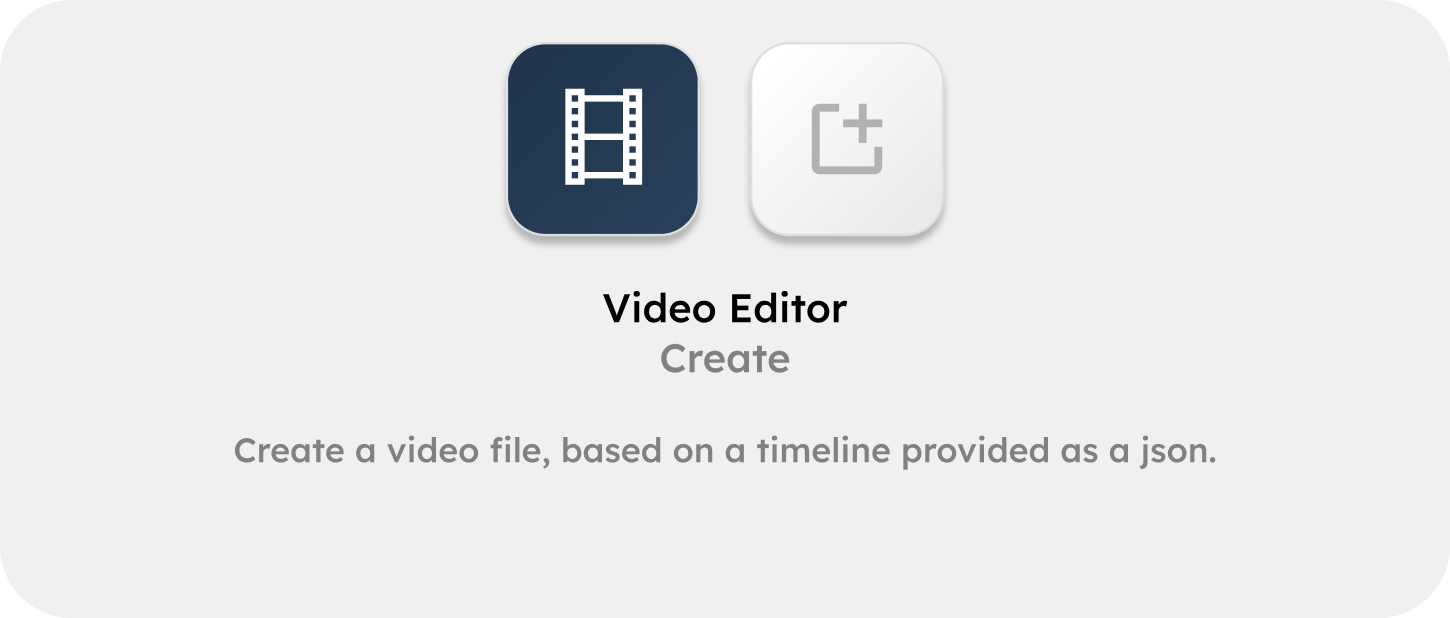 Video Editor
Create
Create a video file, based on a timeline provided as a json.